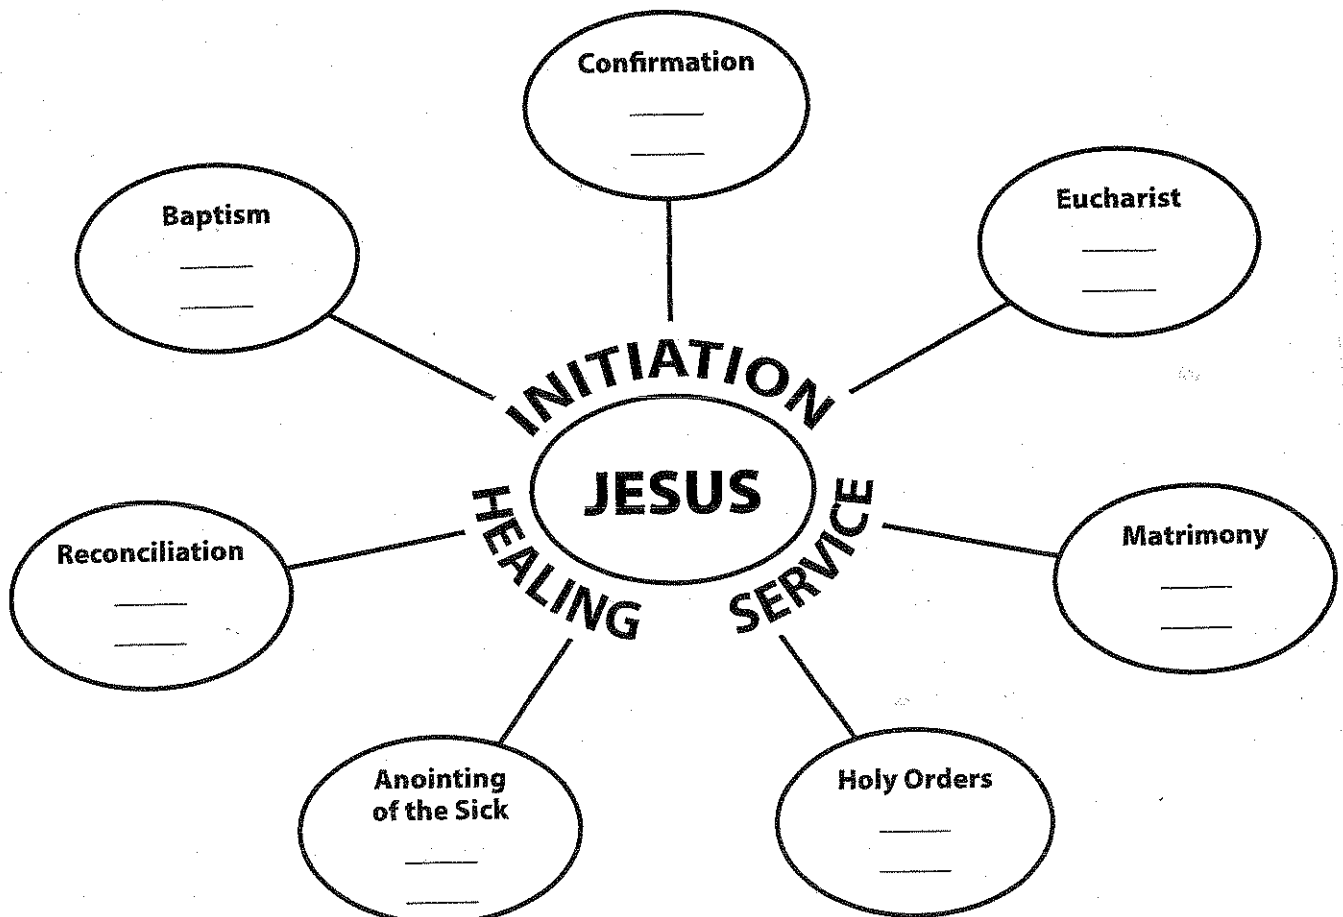 Confirmation
Baptism
Eucharist
INITIATION
JESUS
HEALING
SERVICE
Reconciliation
Matrimony
Anointing
of the Sick
Holy Orders